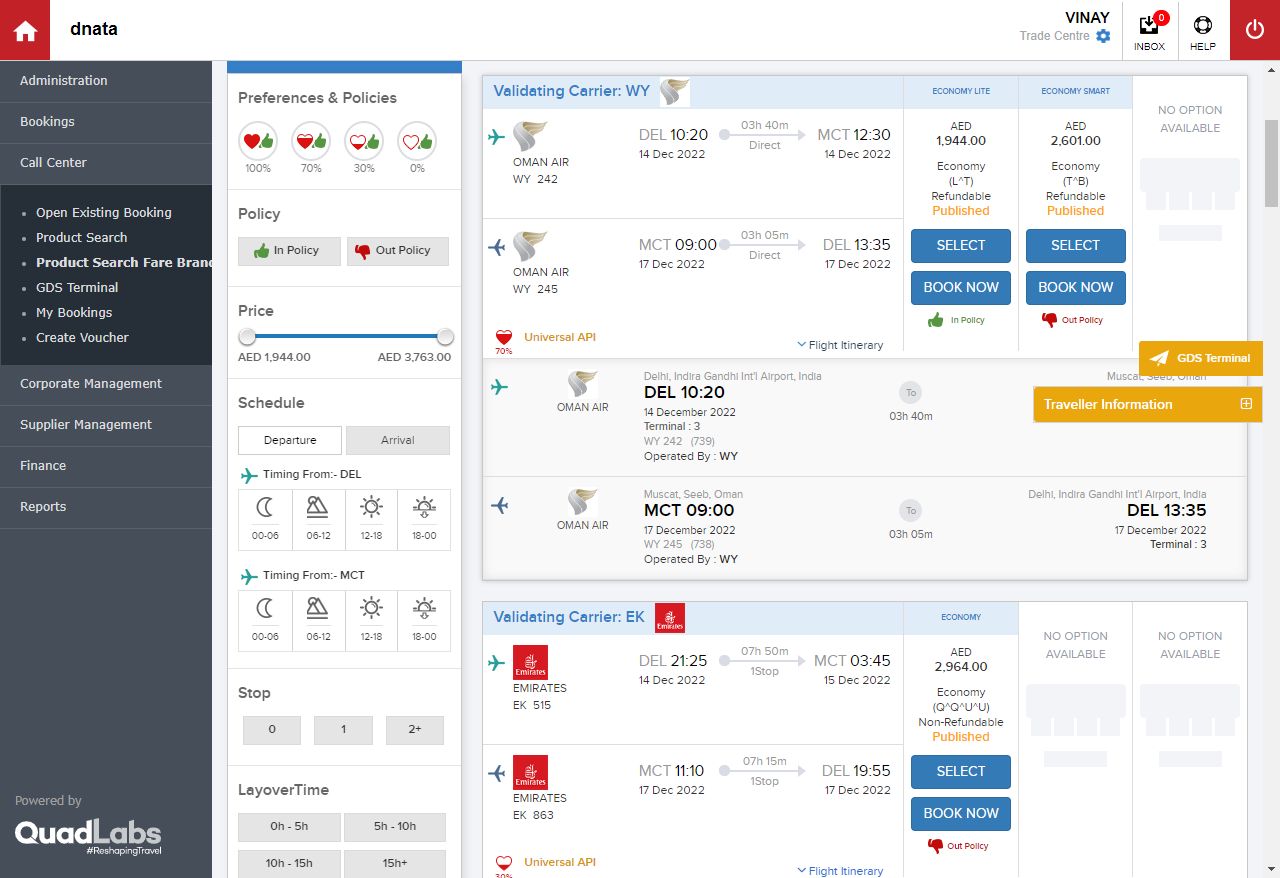 dnata
VINAY
Trade Centre
0
INBOX
HELP
Administration
Bookings
Call Center
Open Existing Booking
Product Search
Product Search Fare Bran
GDS Terminal
My Bookings
Create Voucher
Corporate Management
Supplier Management
Finance
Reports
Powered by
QuadLabs
#ReshapingTravel
Preferences & Policies
100% 70% 30% 0%
Policy
In Policy Out Policy
Price
AED 1,944.00 AED 3,763.00
Schedule
Departure Arrival
Timing From:- DEL
00-06 06-12 12-18 18-00
Timing From:- MCT
00-06 06-12 12-18 18-00
Stop
0 1 2+
LayoverTime
0h - 5h 5h - 10h
10h - 15h 15h+
Validating Carrier: WY
DEL 10:20 03h 40m MCT 12:30
14 Dec 2022 Direct 14 Dec 2022
OMAN AIR
WY 242
MCT 09:00 03h 05m DEL 13:35
17 Dec 2022 Direct 17 Dec 2022
OMAN AIR
WY 245
70%
Universal API
Flight Itinerary
ECONOMY LITE
AED
1,944.00
Economy
(L^T)
Refundable
Published
SELECT
BOOK NOW
In Policy
ECONOMY SMART
AED
2,601.00
Economy
(T^B)
Refundable
Published
SELECT
BOOK NOW
Out Policy
NO OPTION
AVAILABLE
GDS Terminal
Traveller Information
OMAN AIR
Delhi, Indira Gandhi Int'l Airport, India
DEL 10:20
14 December 2022
Terminal : 3
WY 242 (739)
Operated By : WY
To
03h 40m
Muscat, Seeb, Oman
OMAN AIR
Muscat, Seeb, Oman
MCT 09:00
17 December 2022
WY 245 (738)
Operated By : WY
To
03h 05m
Delhi, Indira Gandhi Int'l Airport, India
DEL 13:35
17 December 2022
Terminal : 3
Validating Carrier: EK
Emirates
Emirates
DEL 21:25 07h 50m MCT 03:45
14 Dec 2022 1Stop 15 Dec 2022
EMIRATES
EK 515
Emirates
MCT 11:10 07h 15m DEL 19:55
17 Dec 2022 1Stop 17 Dec 2022
EMIRATES
EK 863
30%
Universal API
Flight Itinerary
ECONOMY
AED
2,964.00
Economy
(Q^Q^U^U)
Non-Refundable
Published
SELECT
BOOK NOW
Out Policy
NO OPTION
AVAILABLE
NO OPTION
AVAILABLE